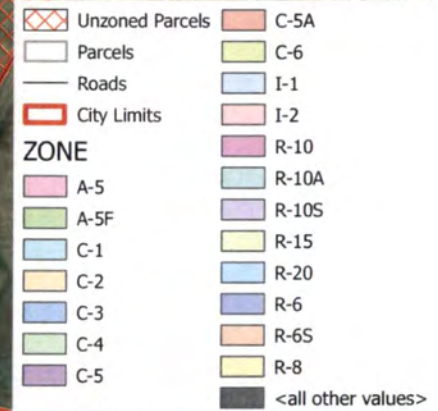 Unzoned Parcels
Parcels
Roads
City Limits
ZONE
A-5
A-5F
C-1
C-2
C-3
C-4
C-5
C-5A
C-6
I-1
I-2
R-10
R-10A
R-10S
R-15
R-20
R-6
R-6S
R-8
<all other values>